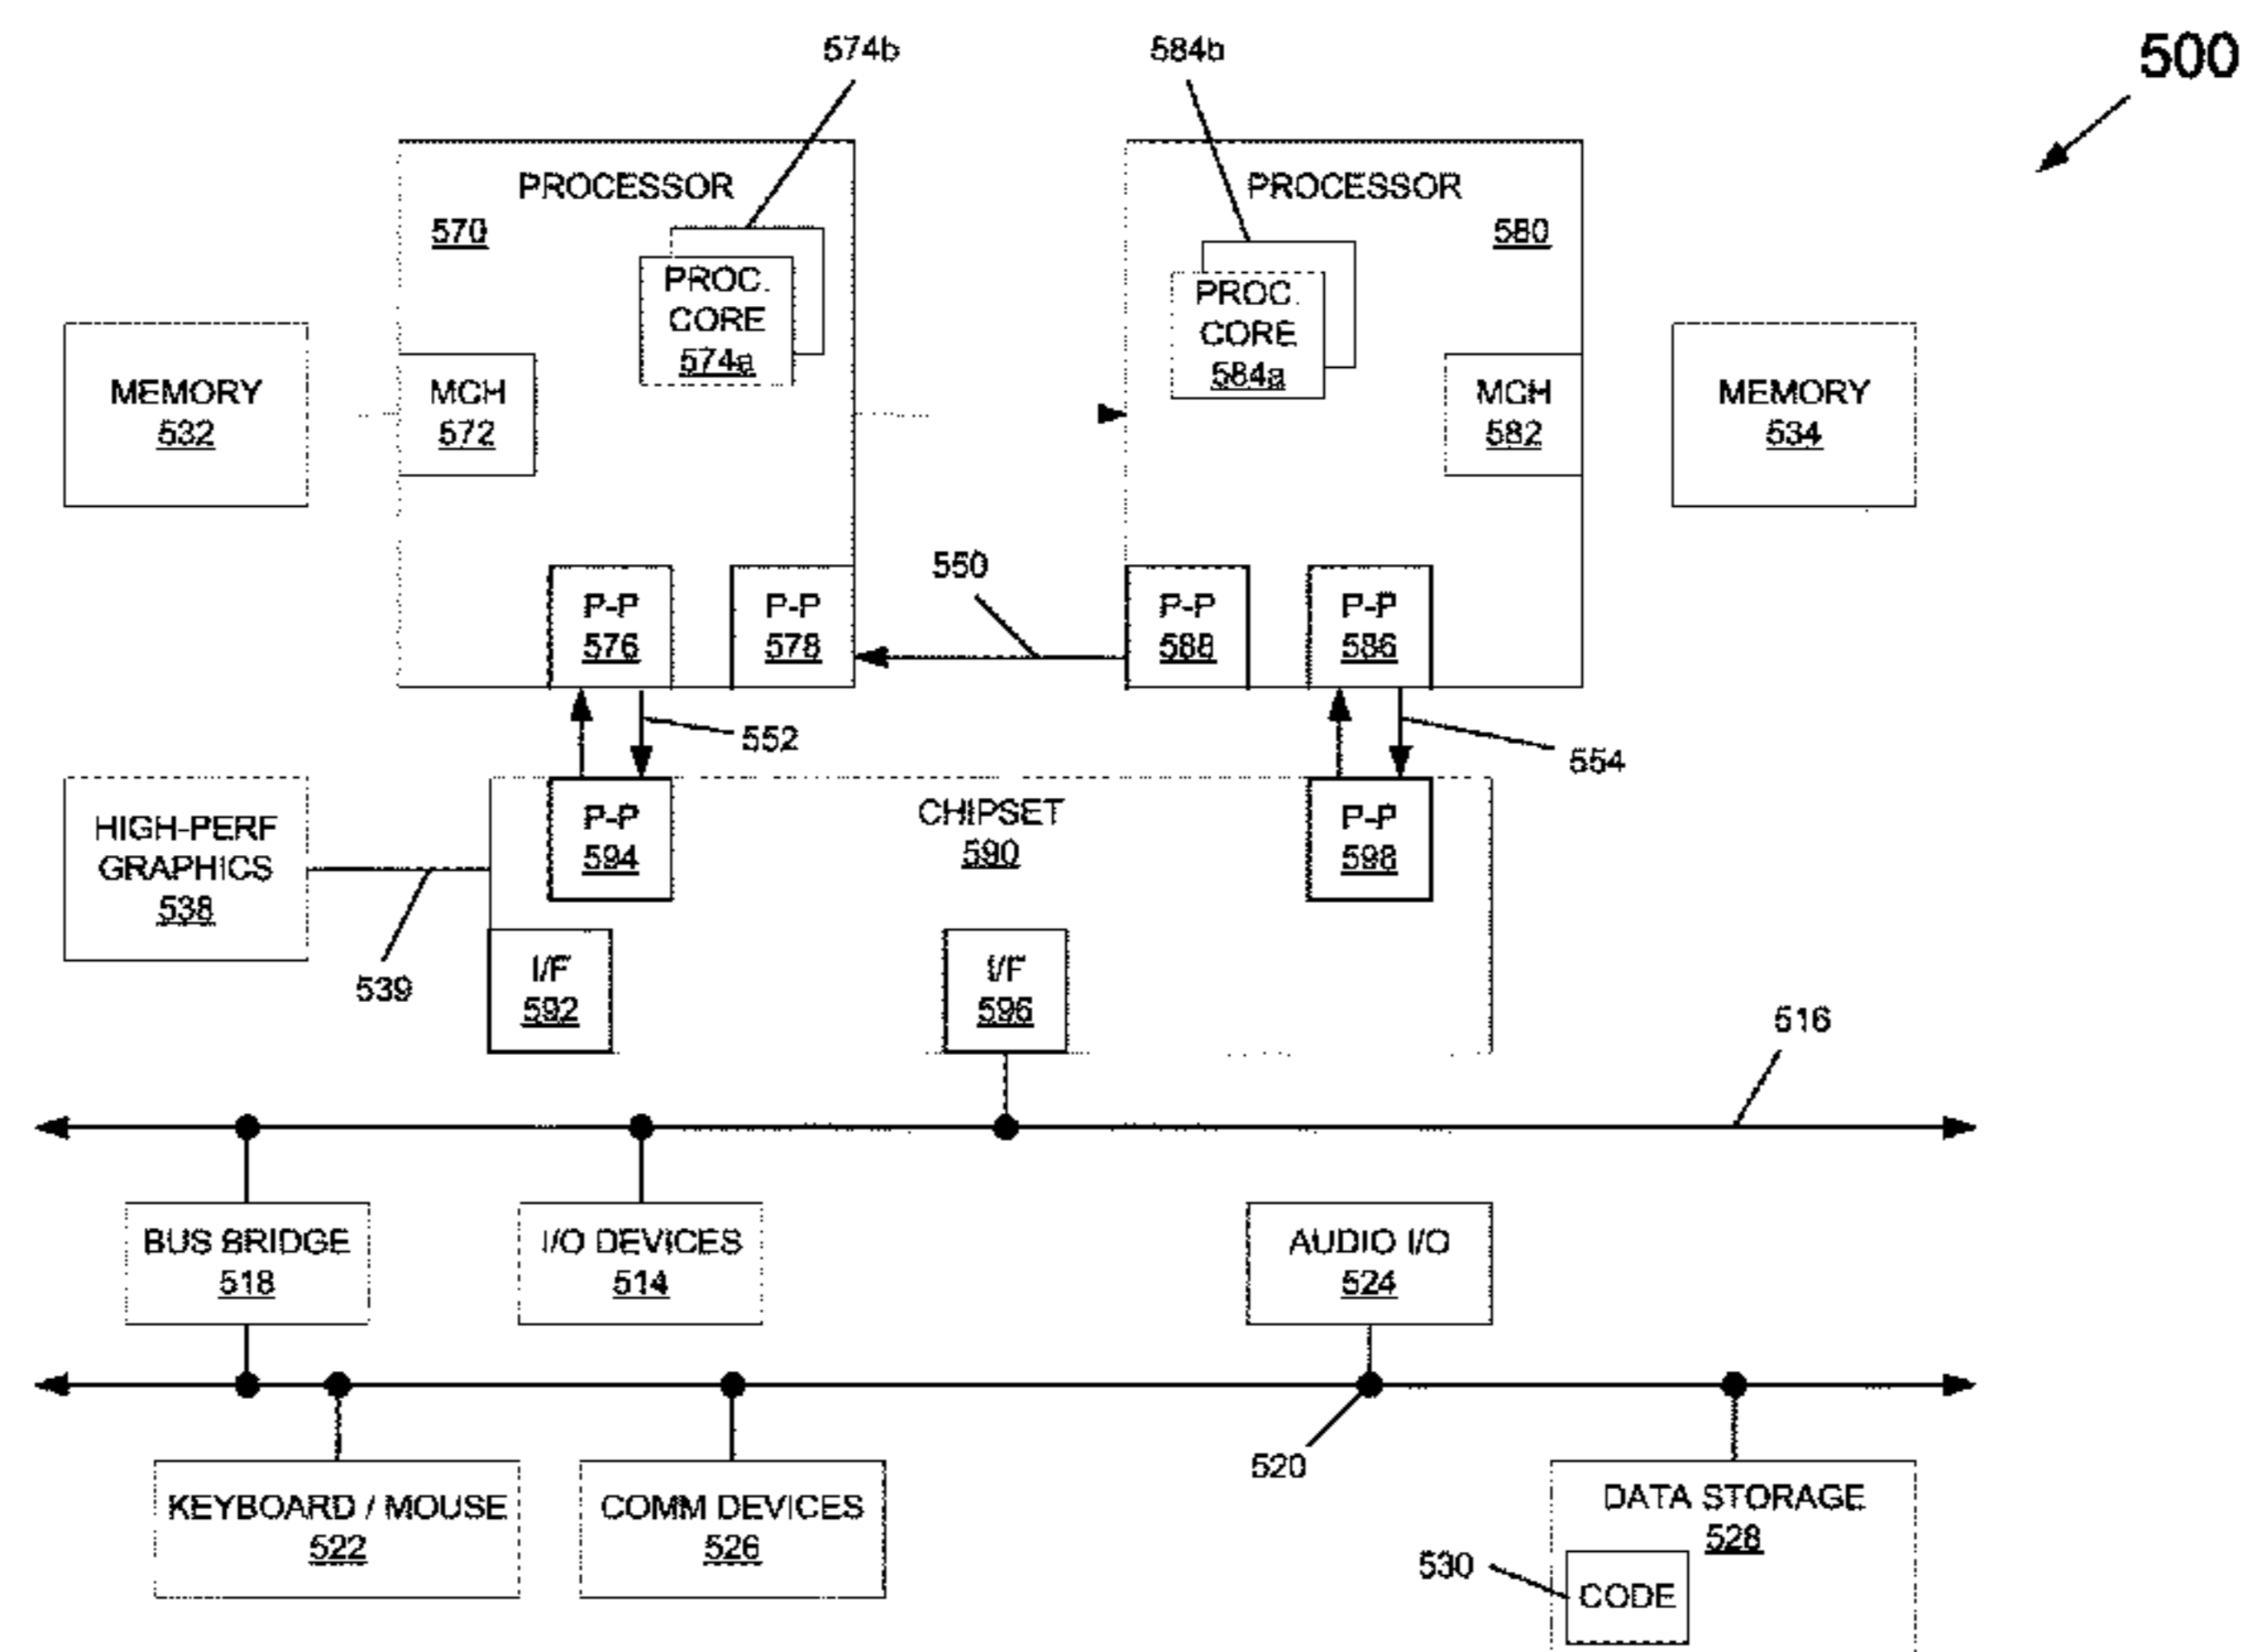 574b
584b
500
PROCESSOR
570
PROC.
CORE
574a
PROCESSOR
580
PROC.
CORE
584a
MEMORY
532
MCH
572
MCH
582
MEMORY
534
P-P
576
P-P
578
550
P-P
588
P-P
586
552
554
HIGH-PERF
GRAPHICS
538
539
P-P
594
CHIPSET
590
P-P
598
I/F
592
I/F
596
516
BUS BRIDGE
518
I/O DEVICES
514
AUDIO I/O
524
520
KEYBOARD / MOUSE
522
COMM DEVICES
526
DATA STORAGE
528
530
CODE